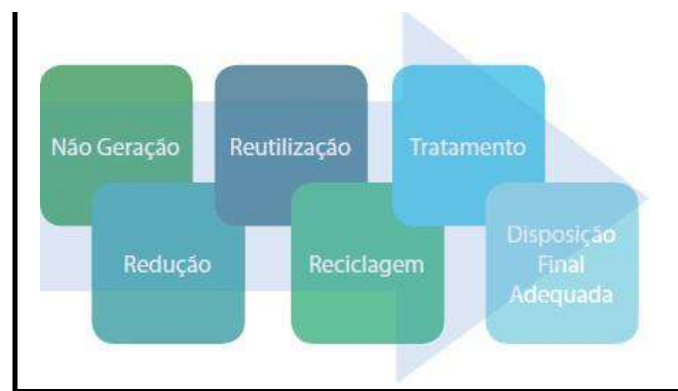 Não Geração
Redução
Reutilização
Reciclagem
Tratamento
Disposição
Final
Adequada